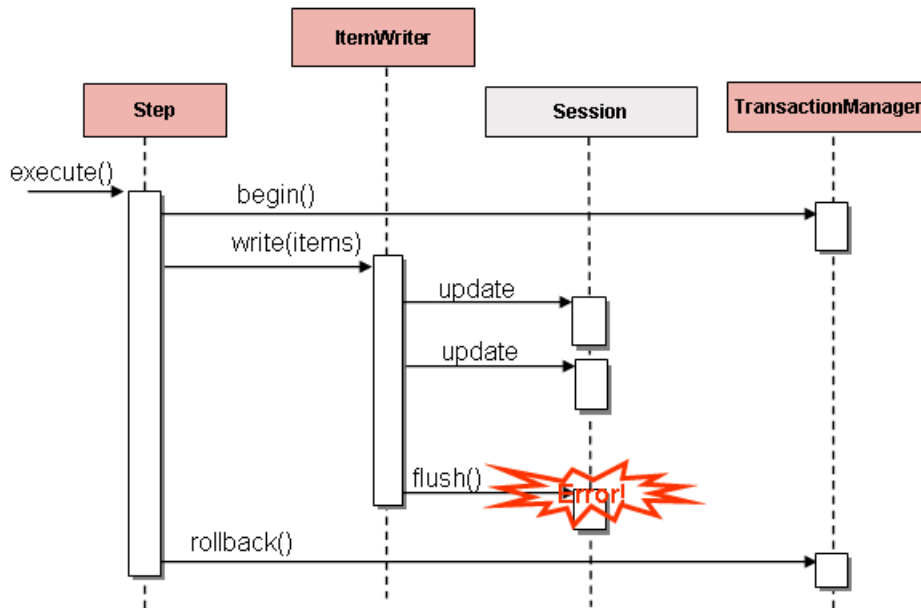 ItemWriter
Step
Session
TransactionManager
execute()
begin()
write(items)
update
update
flush()
Error!
rollback()